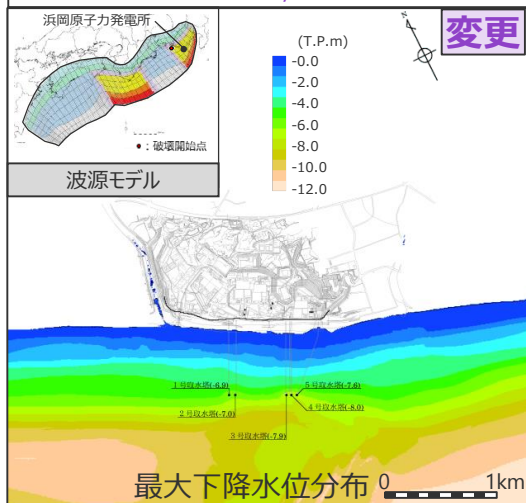 浜岡原子力発電所
●：破壊開始点
波源モデル
変更
N
(T.P.m)
-0.0
-2.0
-4.0
-6.0
-8.0
-10.0
-12.0
1号取水塔(-6.9)
5号取水塔(-7.6)
2号取水塔(-7.0)
4号取水塔(-8.0)
3号取水塔(-7.9)
最大下降水位分布
0 1km